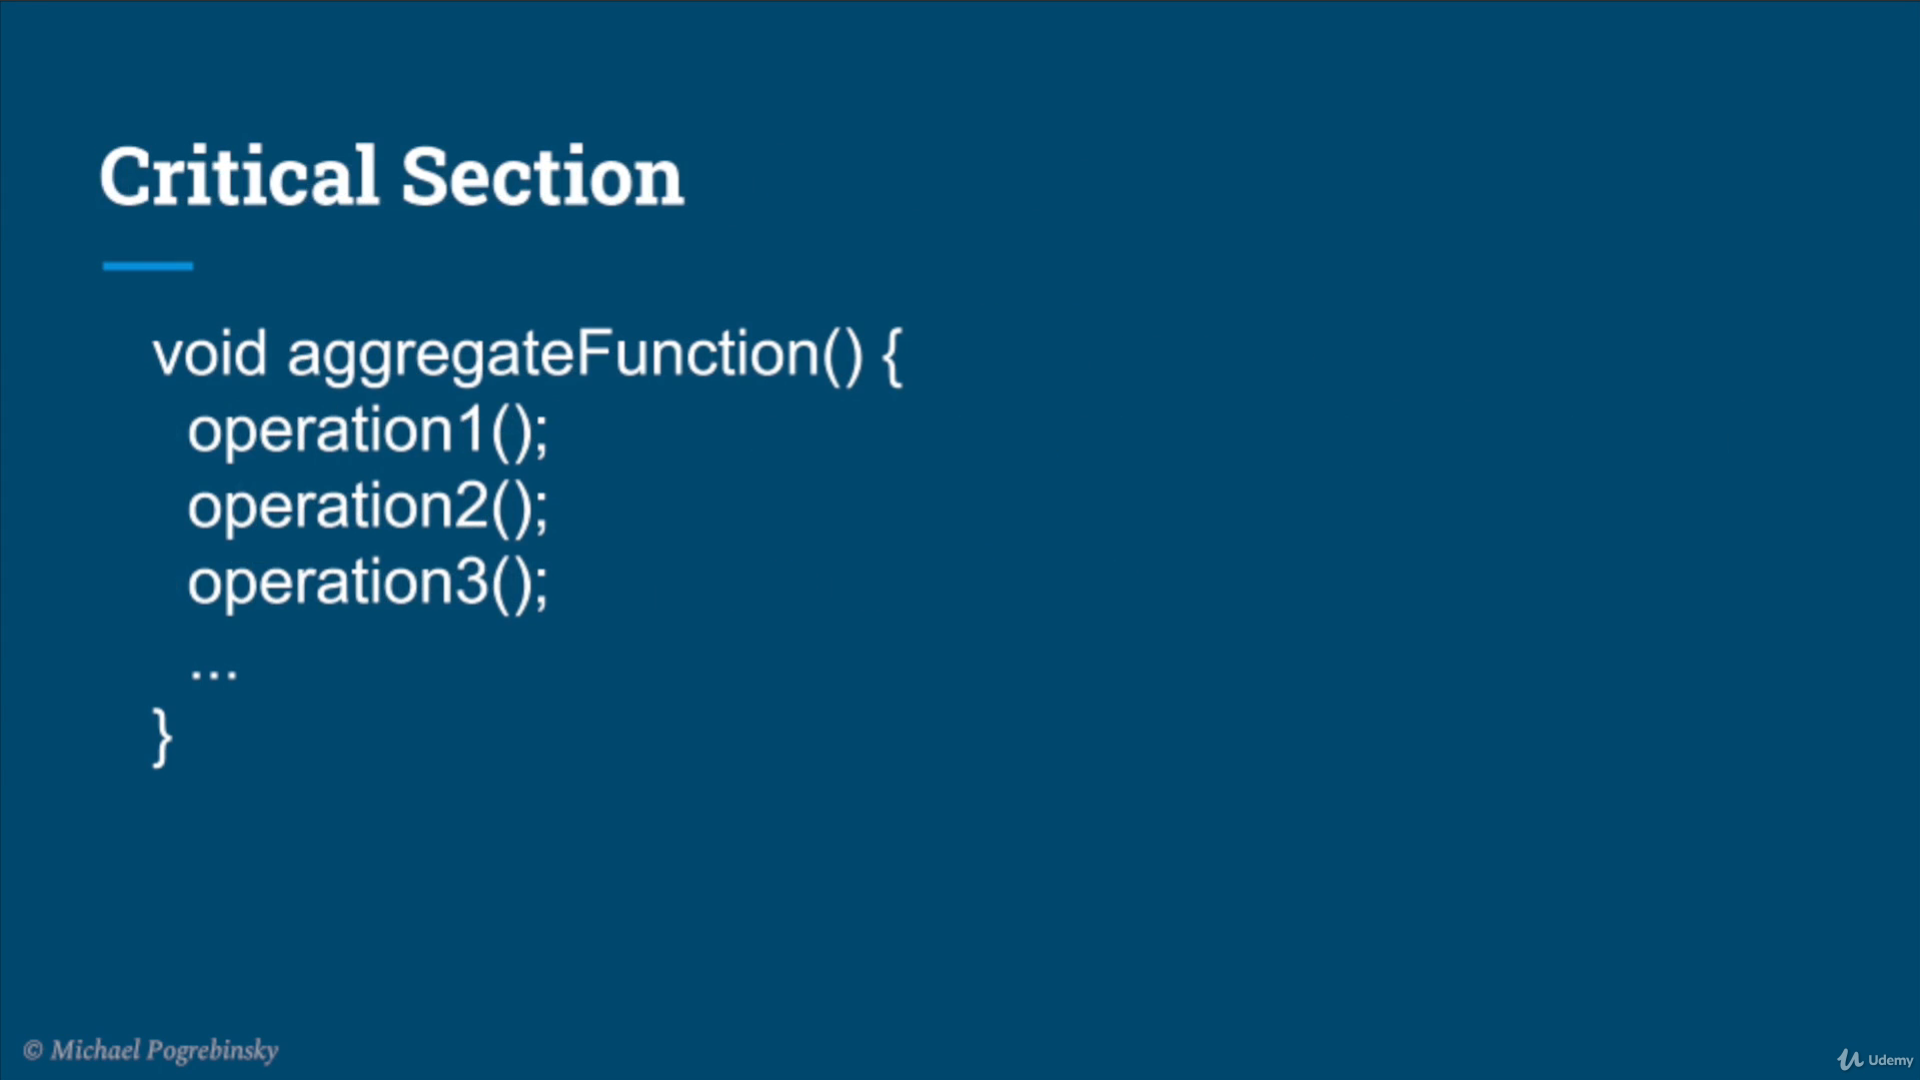 Critical Section
void aggregateFunction() {
operation1();
operation2();
operation3();
...
}
© Michael Pogrebinsky
Udemy